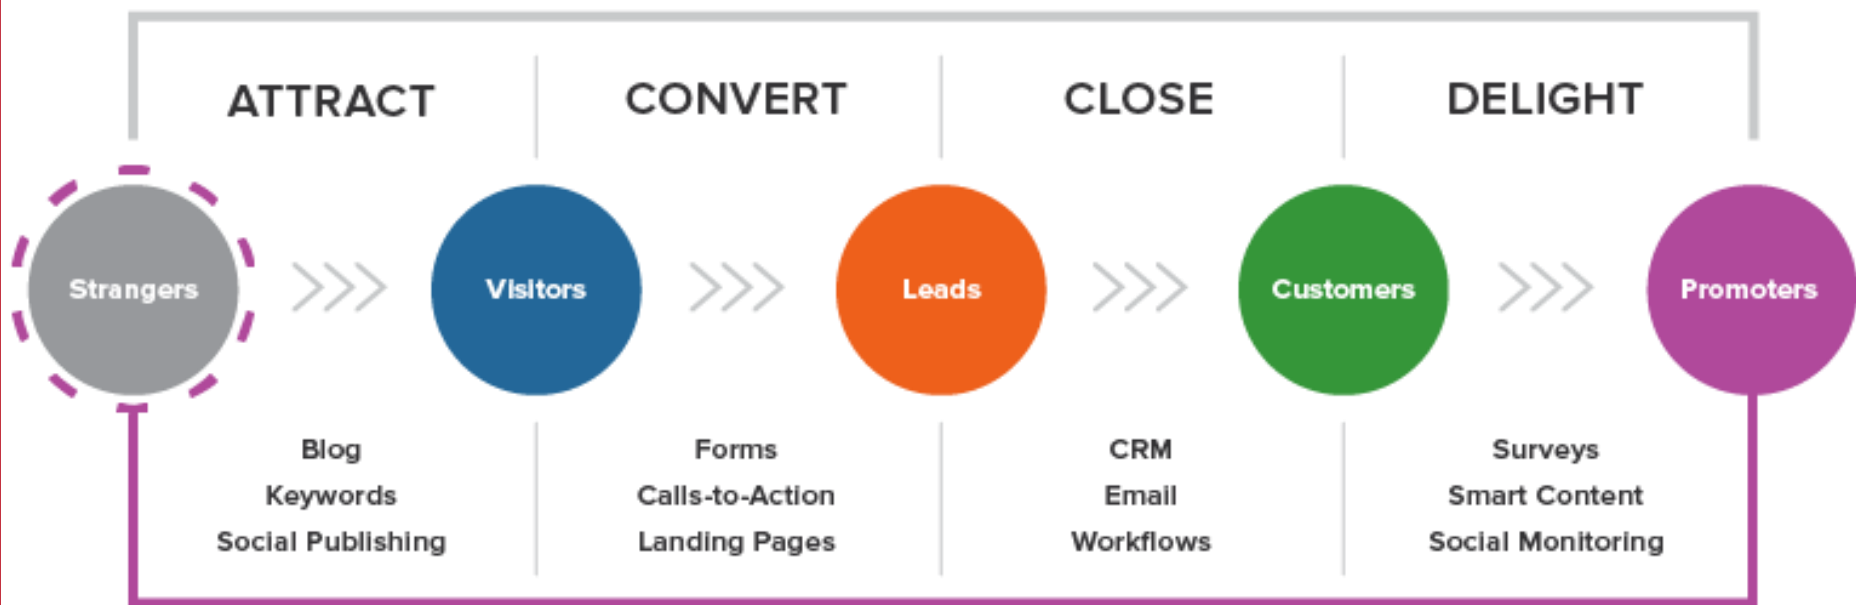 ATTRACT
CONVERT
CLOSE
DELIGHT
Strangers
Visitors
Leads
Customers
Promoters
Blog
Keywords
Social Publishing
Forms
Calls-to-Action
Landing Pages
CRM
Email
Workflows
Surveys
Smart Content
Social Monitoring